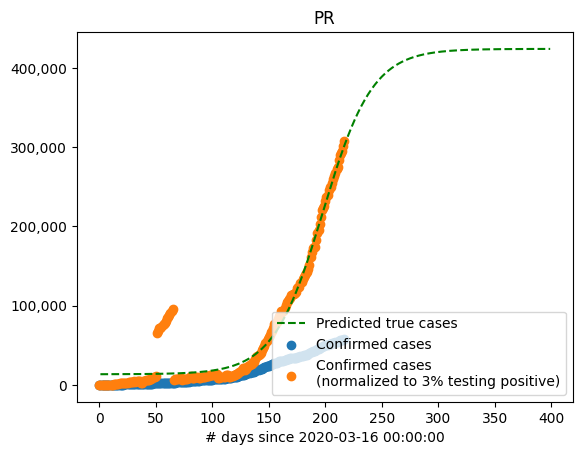 PR
400,000
300,000
200,000
100,000
0
Predicted true cases
Confirmed cases
Confirmed cases
(normalized to 3% testing positive)
0 50 100 150 200 250 300 350 400
# days since 2020-03-16 00:00:00